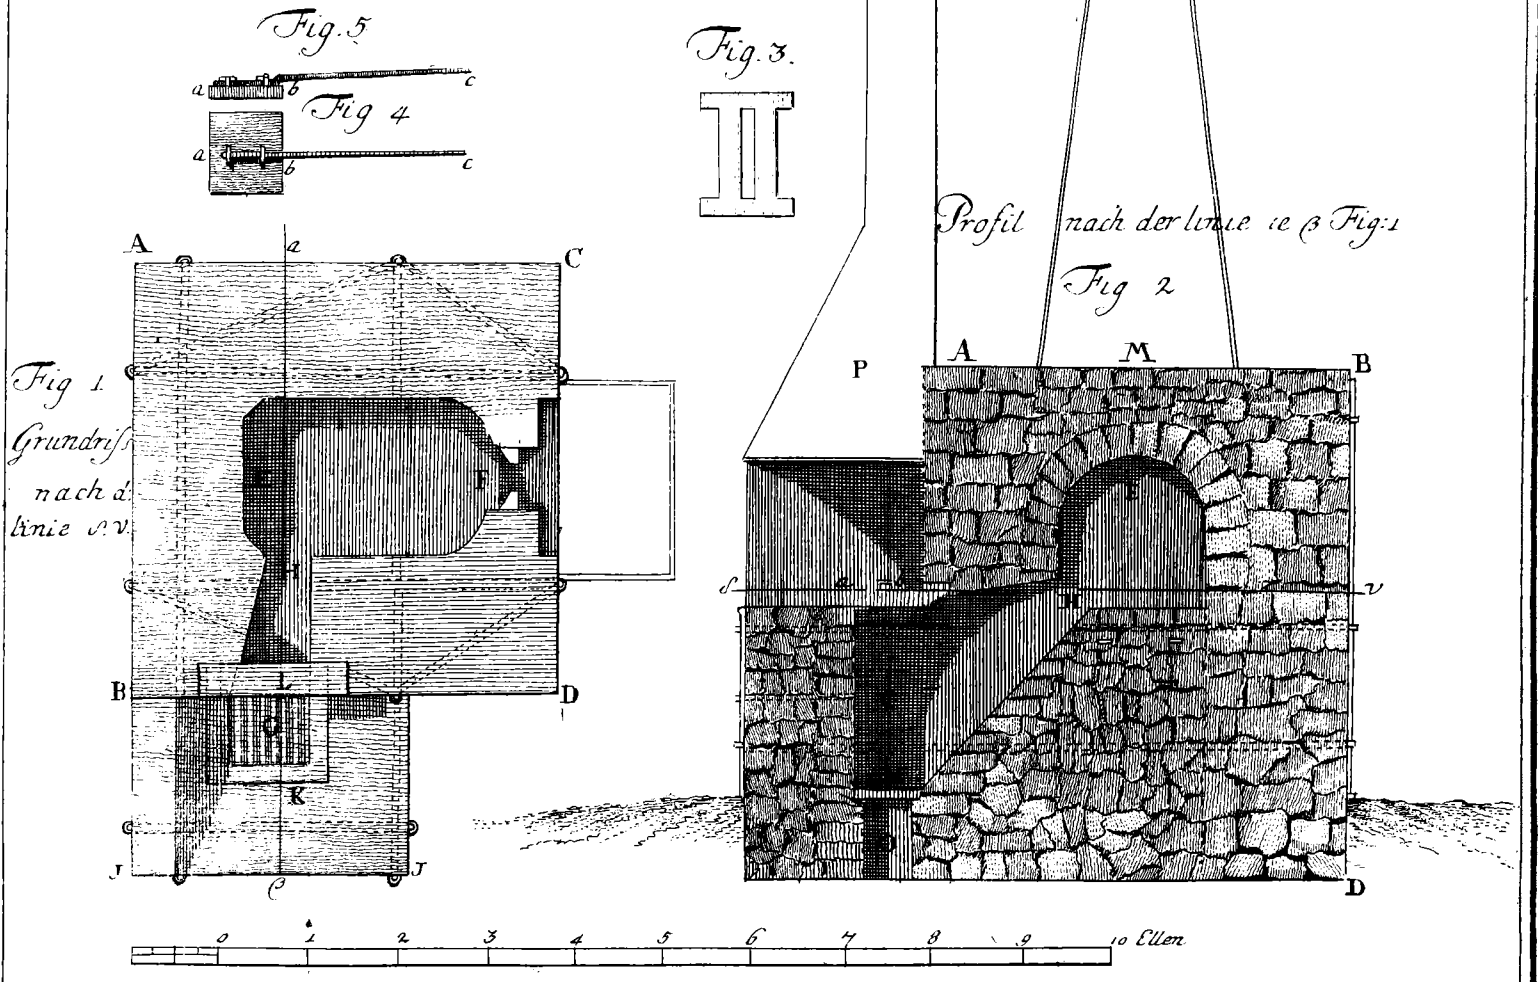 Fig. 5
a b c
Fig 4
a b c
Fig. 3.
Profil nach der linie ie β Fig: 1
Fig 2
A a C
Fig 1.
Grundriſs
nach d
linie S. V.
E F
H
B L D
Q
K
J J
e
P A M B
E
S a b V
H
D
0 1 2 3 4 5 6 7 8 9 10 Ellen